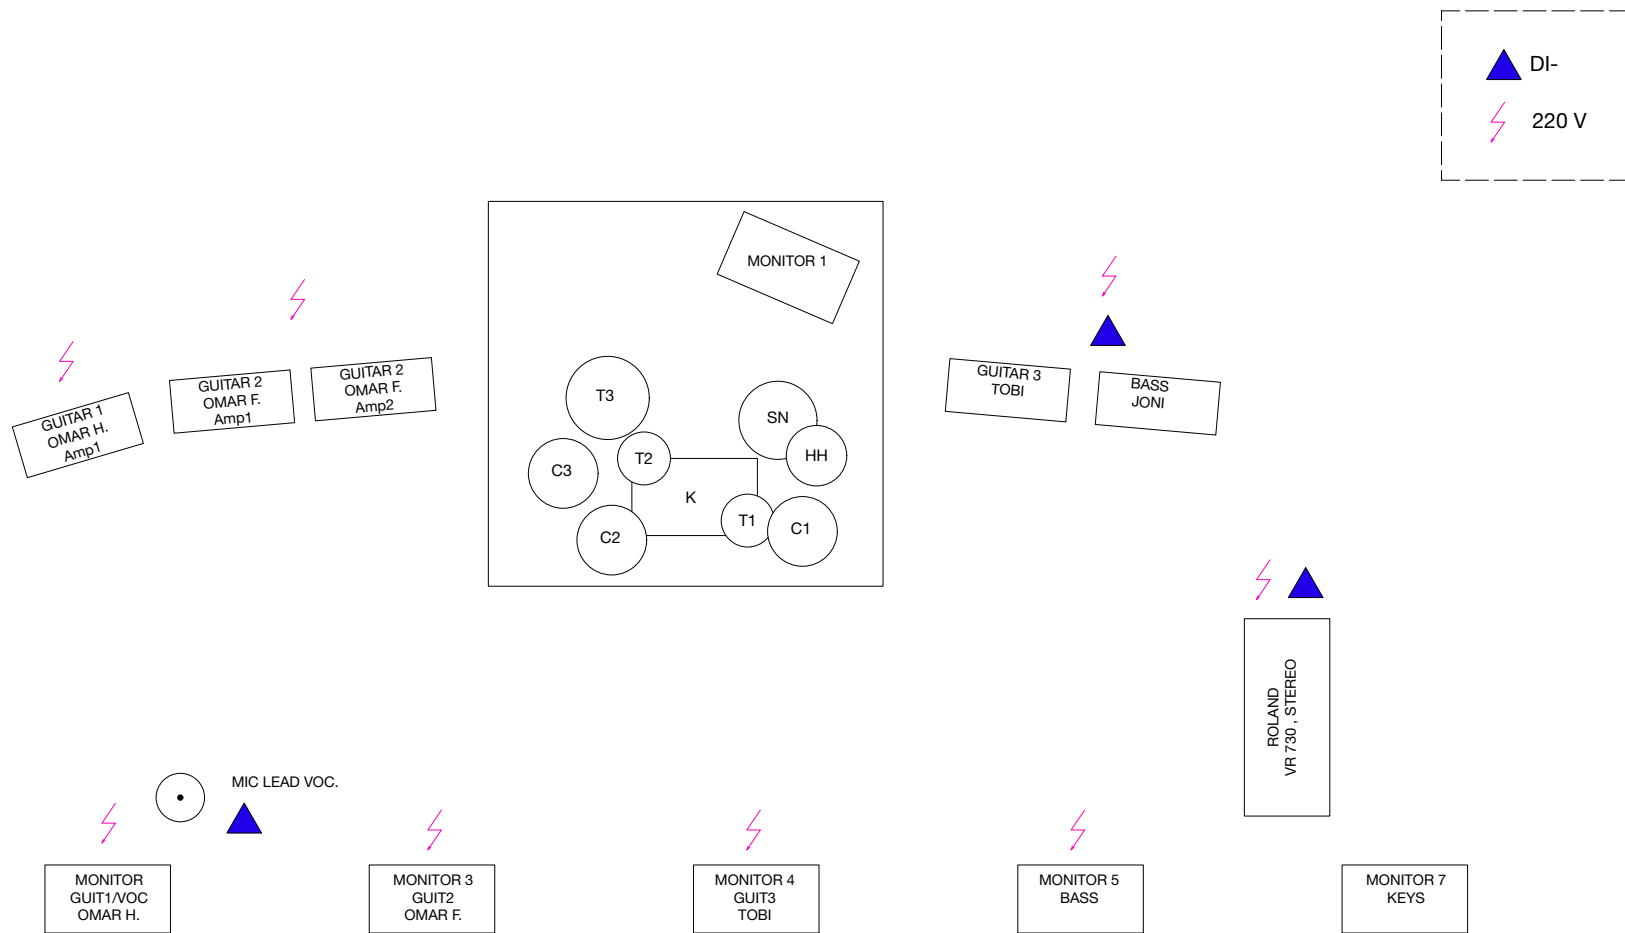 DI-
220 V
MONITOR 1
GUITAR 1
OMAR H.
Amp1
GUITAR 2
OMAR F.
Amp1
GUITAR 2
OMAR F.
Amp2
GUITAR 3
TOBI
BASS
JONI
T3
SN
T2
HH
C3
K
T1
C1
C2
ROLAND
VR 730 , STEREO
MIC LEAD VOC.
MONITOR
GUIT1/VOC
OMAR H.
MONITOR 3
GUIT2
OMAR F.
MONITOR 4
GUIT3
TOBI
MONITOR 5
BASS
MONITOR 7
KEYS